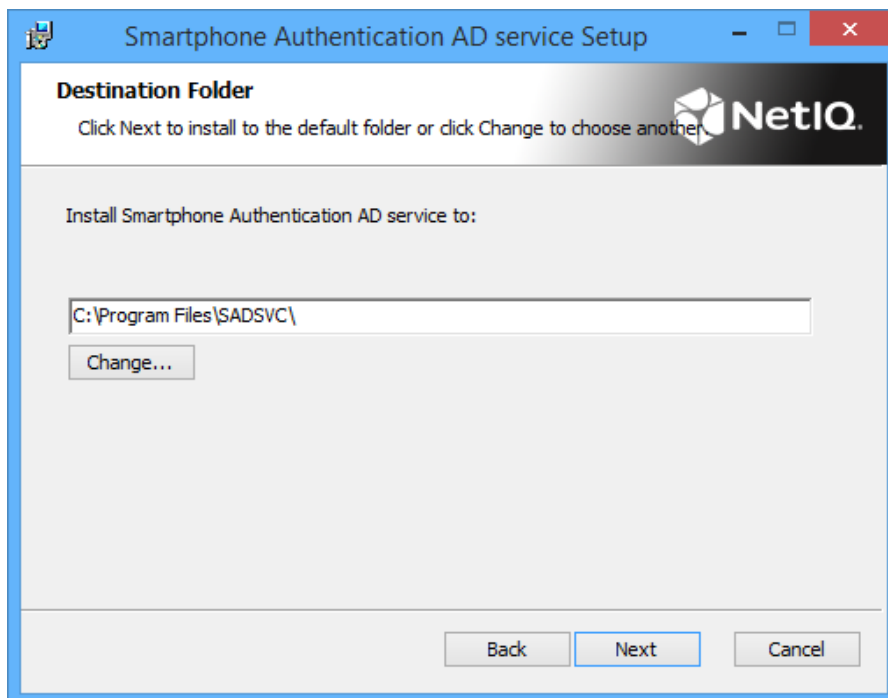 Smartphone Authentication AD service Setup
Destination Folder
Click Next to install to the default folder or click Change to choose another.
NetIQ.
Install Smartphone Authentication AD service to:
C:\Program Files\SADSVC\
Change...
Back Next Cancel